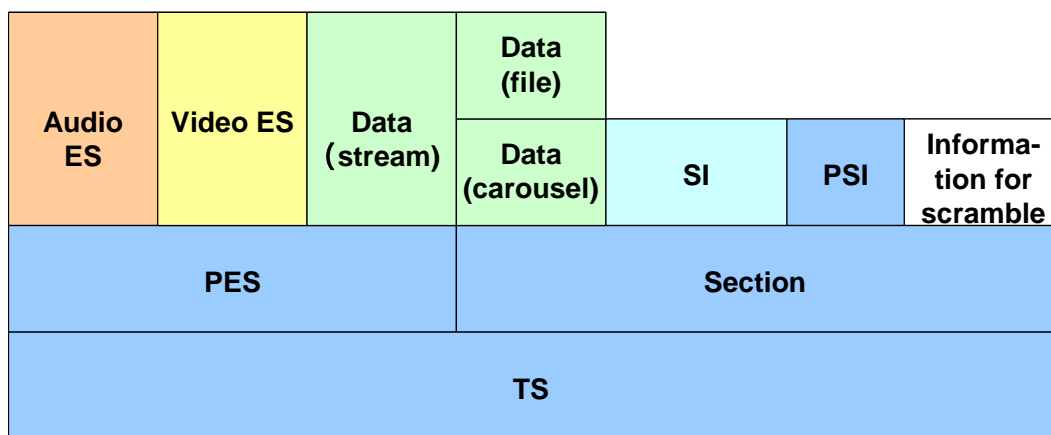 Audio
ES
Video ES
Data
(stream)
Data
(file)
Data
(carousel)
SI
PSI
Informa-
tion for
scramble
PES
Section
TS